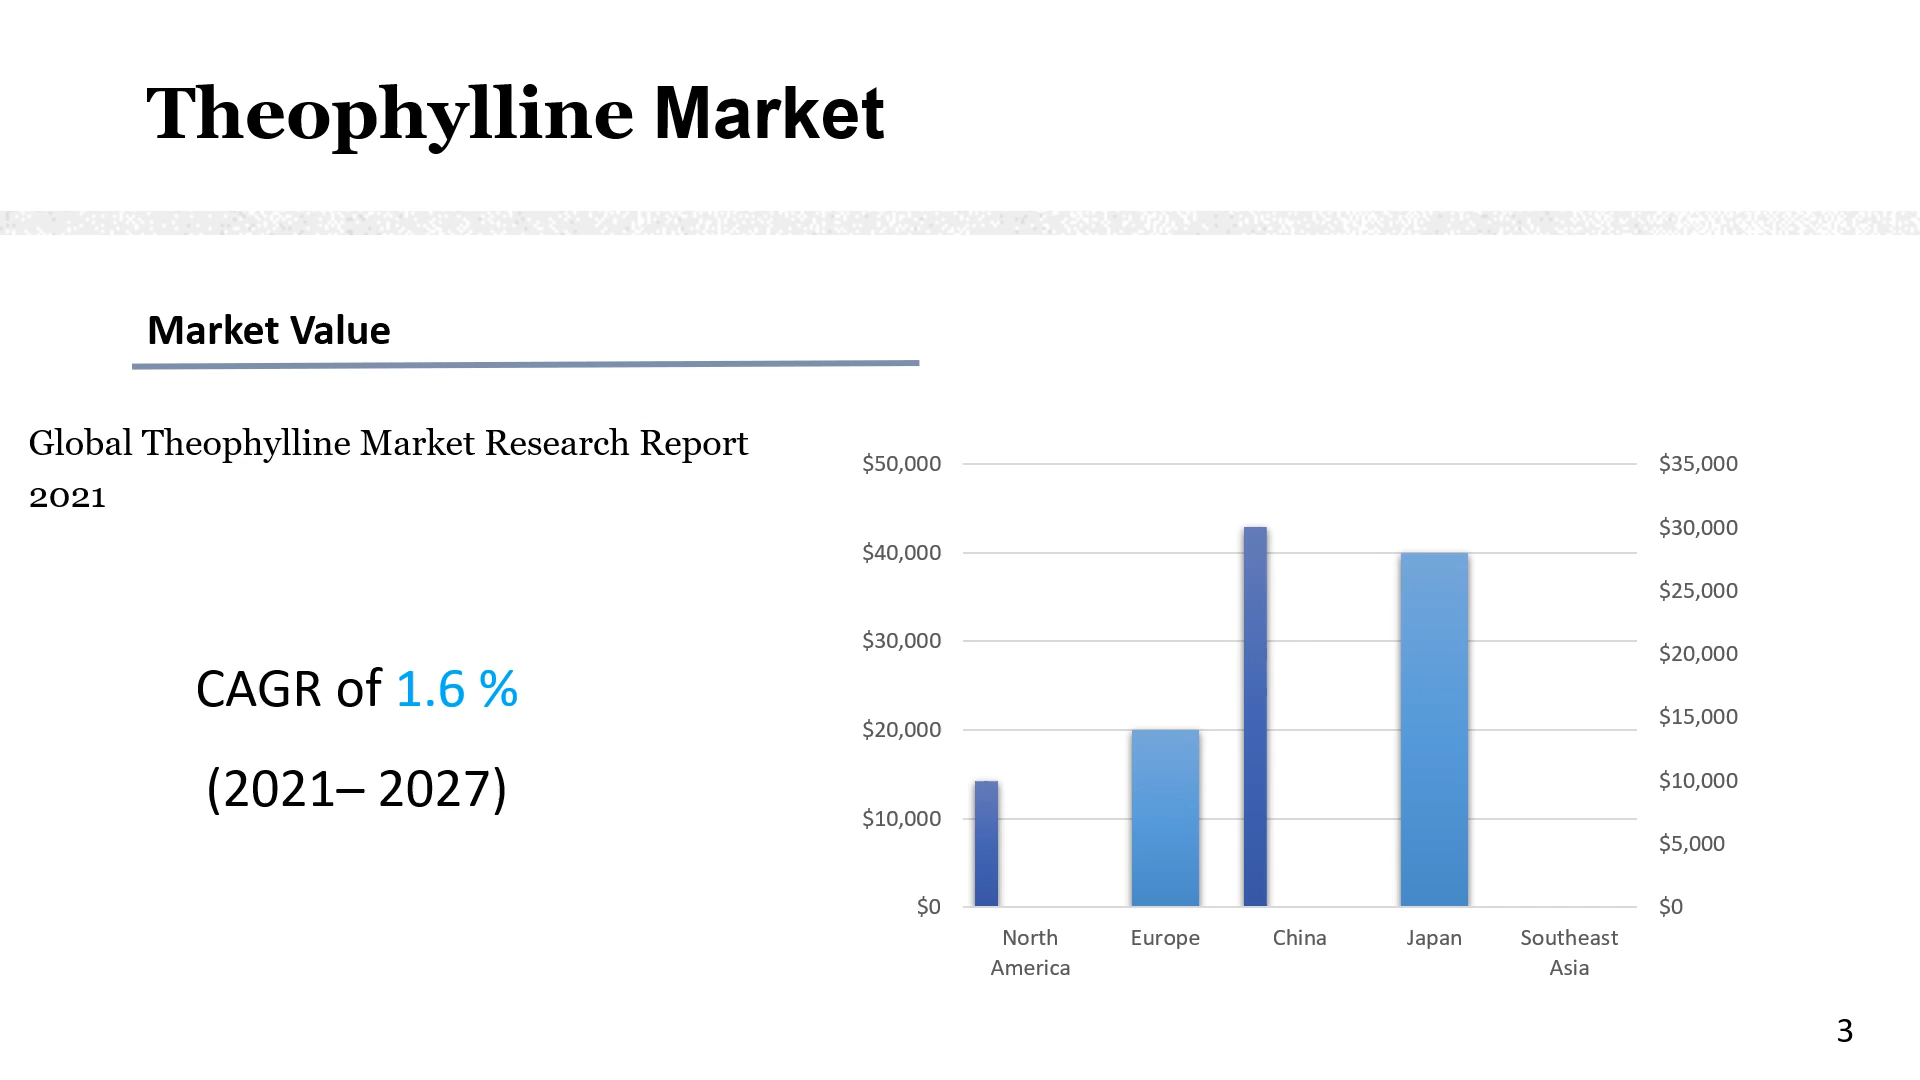 Theophylline Market
Market Value
Global Theophylline Market Research Report
2021
CAGR of 1.6 %
(2021– 2027)
$50,000
$40,000
$30,000
$20,000
$10,000
$0
$35,000
$30,000
$25,000
$20,000
$15,000
$10,000
$5,000
$0
North
America
Europe
China
Japan
Southeast
Asia
3